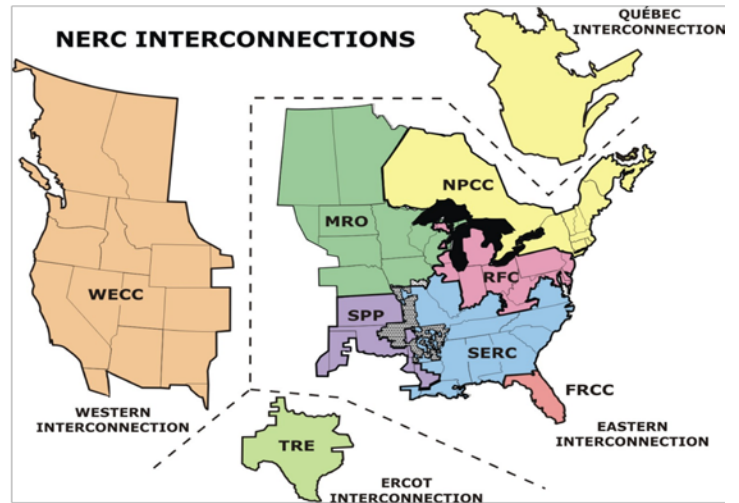 NERC INTERCONNECTIONS
QUÉBEC
INTERCONNECTION
NPCC
MRO
RFC
WECC
SPP
SERC
FRCC
WESTERN
INTERCONNECTION
EASTERN
INTERCONNECTION
TRE
ERCOT
INTERCONNECTION